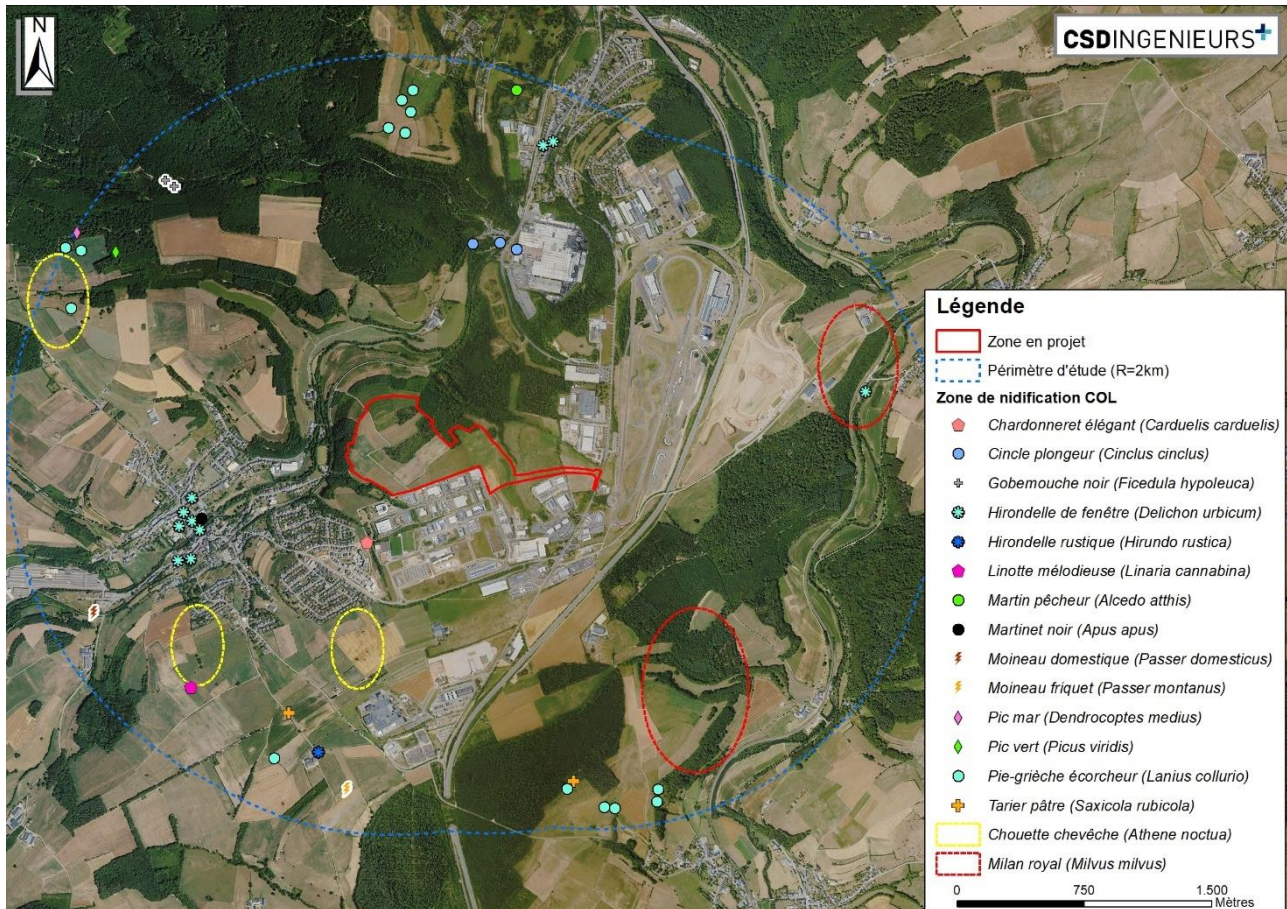 N
CSDINGENIEURS+
Légende
Zone en projet
Périmètre d'étude (R=2km)
Zone de nidification COL
Chardonneret élégant (Carduelis carduelis)
Cincle plongeur (Cinclus cinclus)
Gobemouche noir (Ficedula hypoleuca)
Hirondelle de fenêtre (Delichon urbicum)
Hirondelle rustique (Hirundo rustica)
Linotte mélodieuse (Linaria cannabina)
Martin pêcheur (Alcedo atthis)
Martinet noir (Apus apus)
Moineau domestique (Passer domesticus)
Moineau friquet (Passer montanus)
Pic mar (Dendrocoptes medius)
Pic vert (Picus viridis)
Pie-grièche écorcheur (Lanius collurio)
Tarier pâtre (Saxicola rubicola)
Chouette chevêche (Athene noctua)
Milan royal (Milvus milvus)
0 750 1.500
Mètres